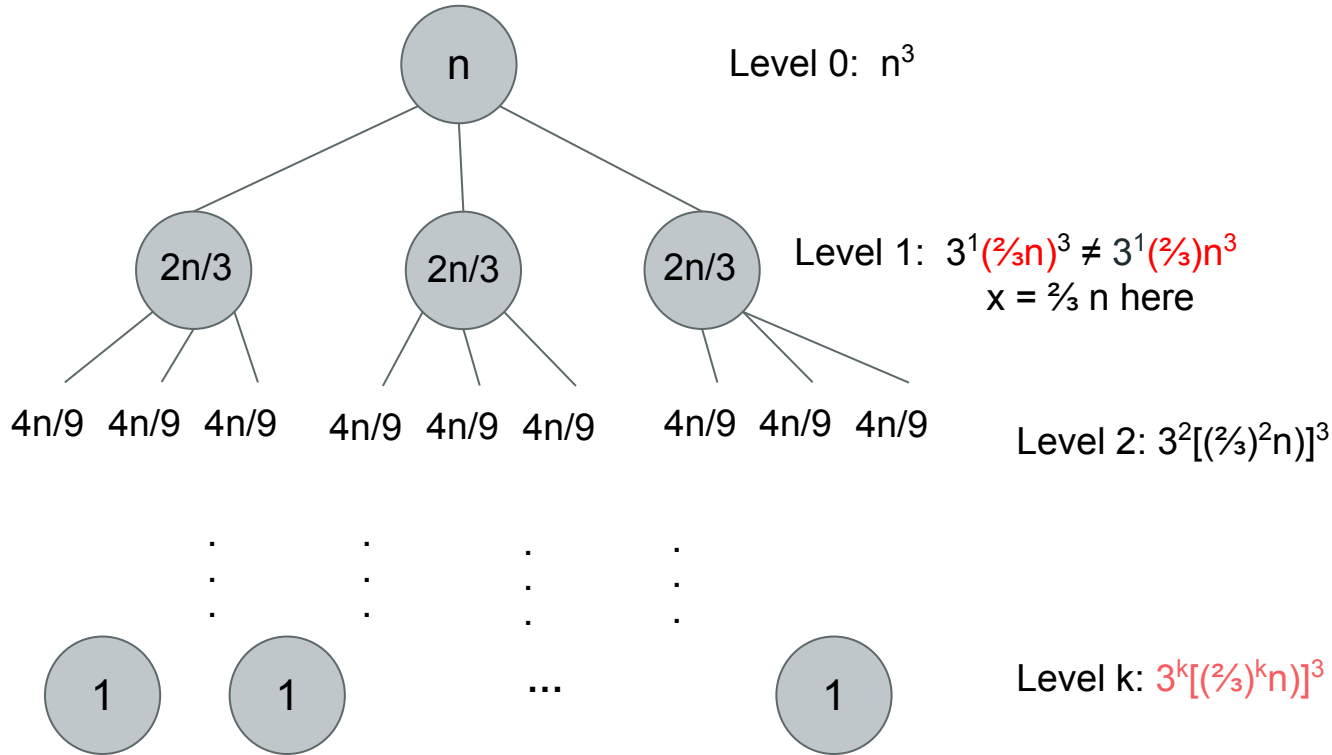 n
Level 0: n³
2n/3 2n/3 2n/3
Level 1: 3¹(⅔n)³ ≠ 3¹(⅔)n³
x = ⅔ n here
4n/9 4n/9 4n/9 4n/9 4n/9 4n/9 4n/9 4n/9 4n/9
Level 2: 3²[(⅔)²n)]³
. . . .
. . . .
. . . .
1 1 ... 1
Level k: 3ᵏ[(⅔)ᵏn)]³